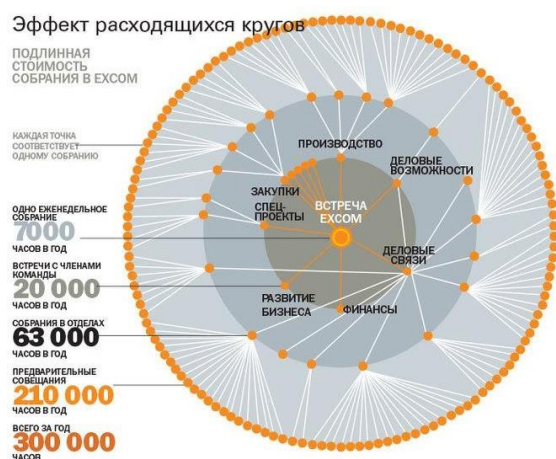 Эффект расходящихся кругов
ПОДЛИННАЯ
СТОИМОСТЬ
СОБРАНИЯ В EXCOM
КАЖДАЯ ТОЧКА
СООТВЕТСТВУЕТ
ОДНОМУ СОБРАНИЮ
ОДНО ЕЖЕНЕДЕЛЬНОЕ
СОБРАНИЕ
7000
ЧАСОВ В ГОД
ВСТРЕЧИ С ЧЛЕНАМИ
КОМАНДЫ
20 000
ЧАСОВ В ГОД
СОБРАНИЯ В ОТДЕЛАХ
63 000
ЧАСОВ В ГОД
ПРЕДВАРИТЕЛЬНЫЕ
СОВЕЩАНИЯ
210 000
ЧАСОВ В ГОД
ВСЕГО ЗА ГОД
300 000
ЧАСОВ
ПРОИЗВОДСТВО
ДЕЛОВЫЕ
ВОЗМОЖНОСТИ
ЗАКУПКИ
СПЕЦ-
ПРОЕКТЫ
ВСТРЕЧА
EXCOM
ДЕЛОВЫЕ
СВЯЗИ
РАЗВИТИЕ
БИЗНЕСА
ФИНАНСЫ